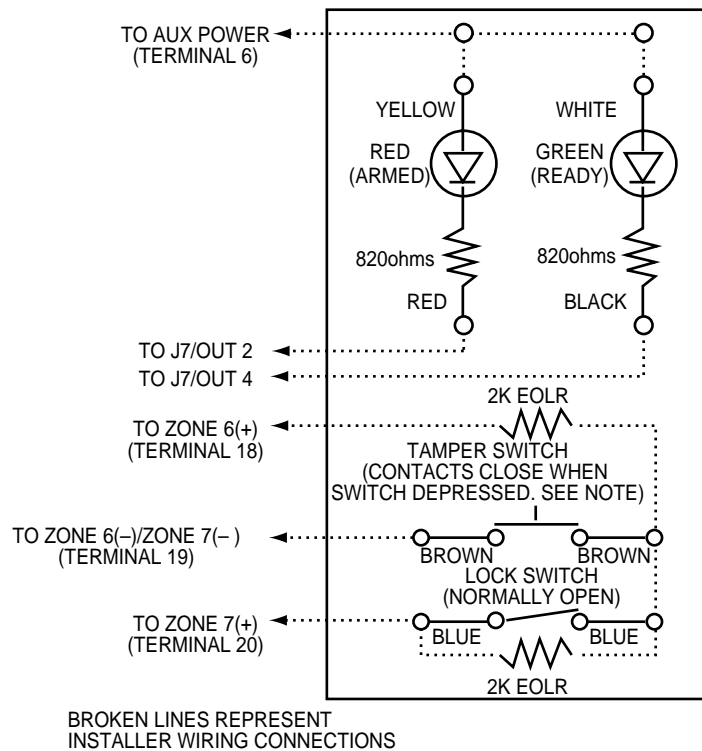 TO AUX POWER
(TERMINAL 6)
YELLOW
WHITE
RED
(ARMED)
GREEN
(READY)
820ohms
820ohms
RED
BLACK
TO J7/OUT 2
TO J7/OUT 4
2K EOLR
TO ZONE 6(+)
(TERMINAL 18)
TAMPER SWITCH
(CONTACTS CLOSE WHEN
SWITCH DEPRESSED. SEE NOTE)
TO ZONE 6(–)/ZONE 7(– )
(TERMINAL 19)
BROWN
BROWN
LOCK SWITCH
(NORMALLY OPEN)
TO ZONE 7(+)
(TERMINAL 20)
BLUE
BLUE
2K EOLR
BROKEN LINES REPRESENT
INSTALLER WIRING CONNECTIONS